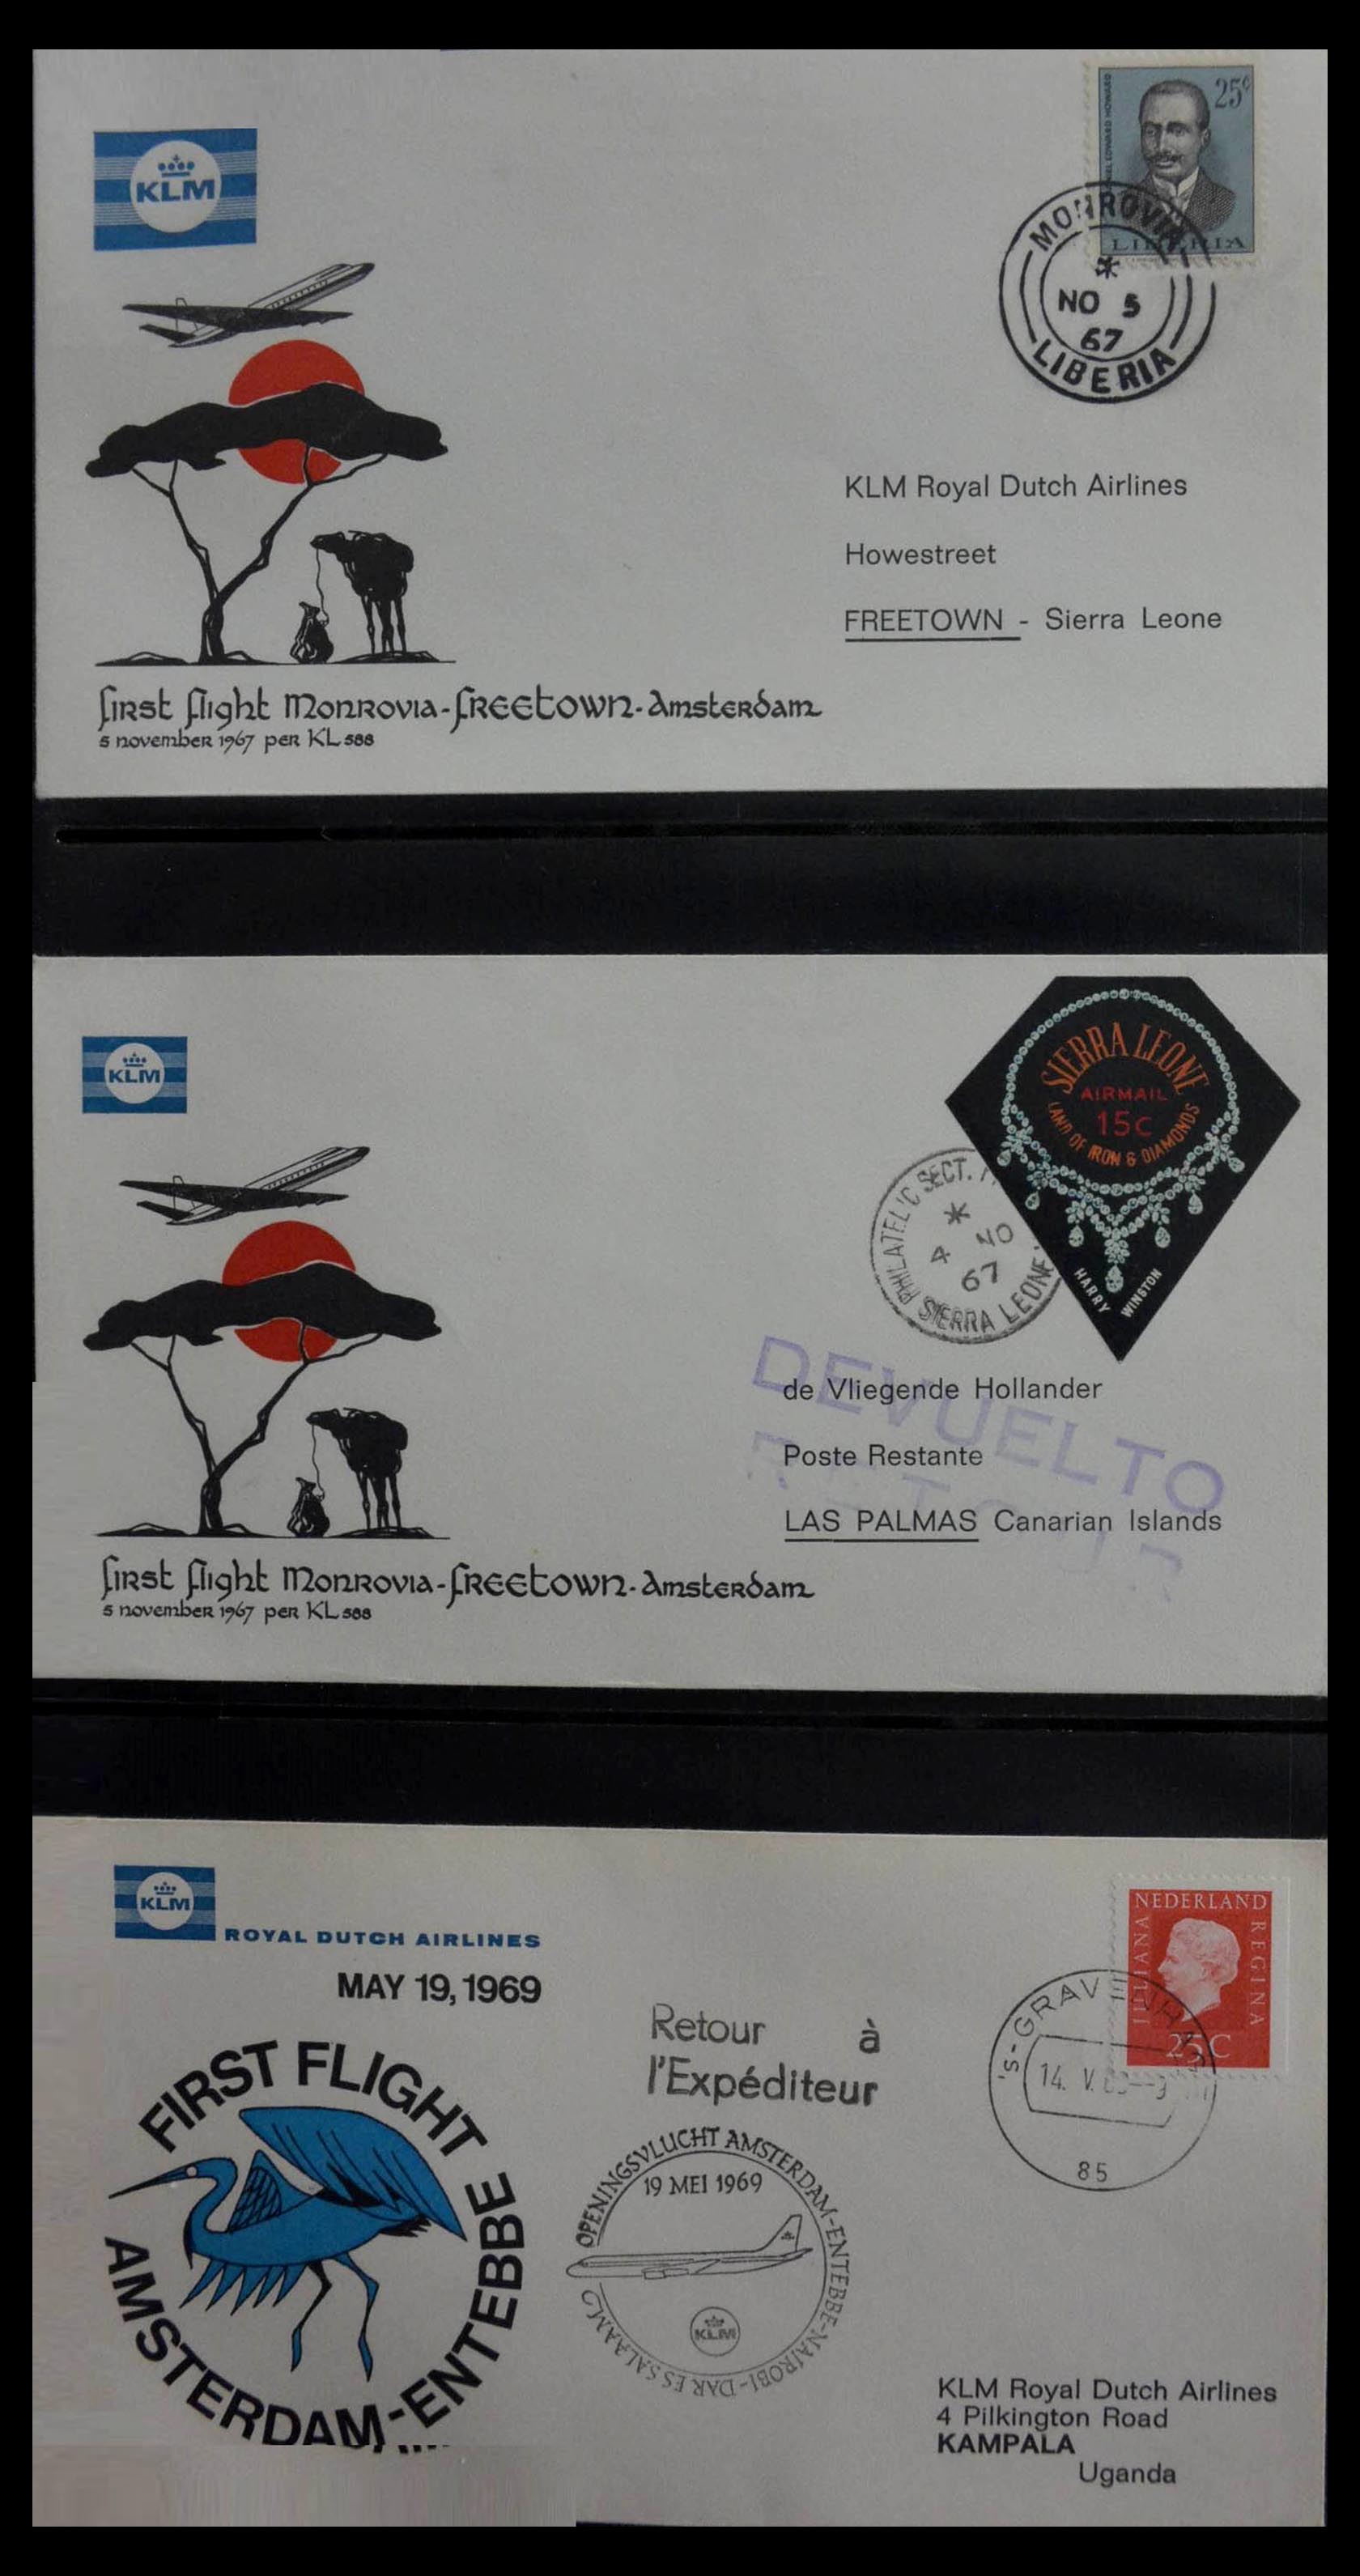 KLM
25c
LIBERIA
MONROVIA
NO 5
67
LIBERIA
KLM Royal Dutch Airlines
Howestreet
FREETOWN - Sierra Leone
First flight Monrovia-Freetown-Amsterdam
5 november 1967 per KL 588
KLM
SIERRA LEONE
AIRMAIL
15c
LAND OF IRON & DIAMONDS
HARRY WINSTON
PHILATELIC SECT.
4 NO
67
SIERRA LEONE
DEVUELTO
de Vliegende Hollander
Poste Restante
LAS PALMAS Canarian Islands
First flight Monrovia-Freetown-Amsterdam
5 november 1967 per KL 588
KLM
ROYAL DUTCH AIRLINES
MAY 19, 1969
FIRST FLIGHT
AMSTERDAM-ENTEBBE
Retour à
l'Expéditeur
OPENINGSVLUCHT AMSTERDAM-ENTEBBE-NAIROBI-DAR ES SALAAM
19 MEI 1969
KLM
NEDERLAND
JULIANA REGINA
25C
14. V.
85
KLM Royal Dutch Airlines
4 Pilkington Road
KAMPALA
Uganda